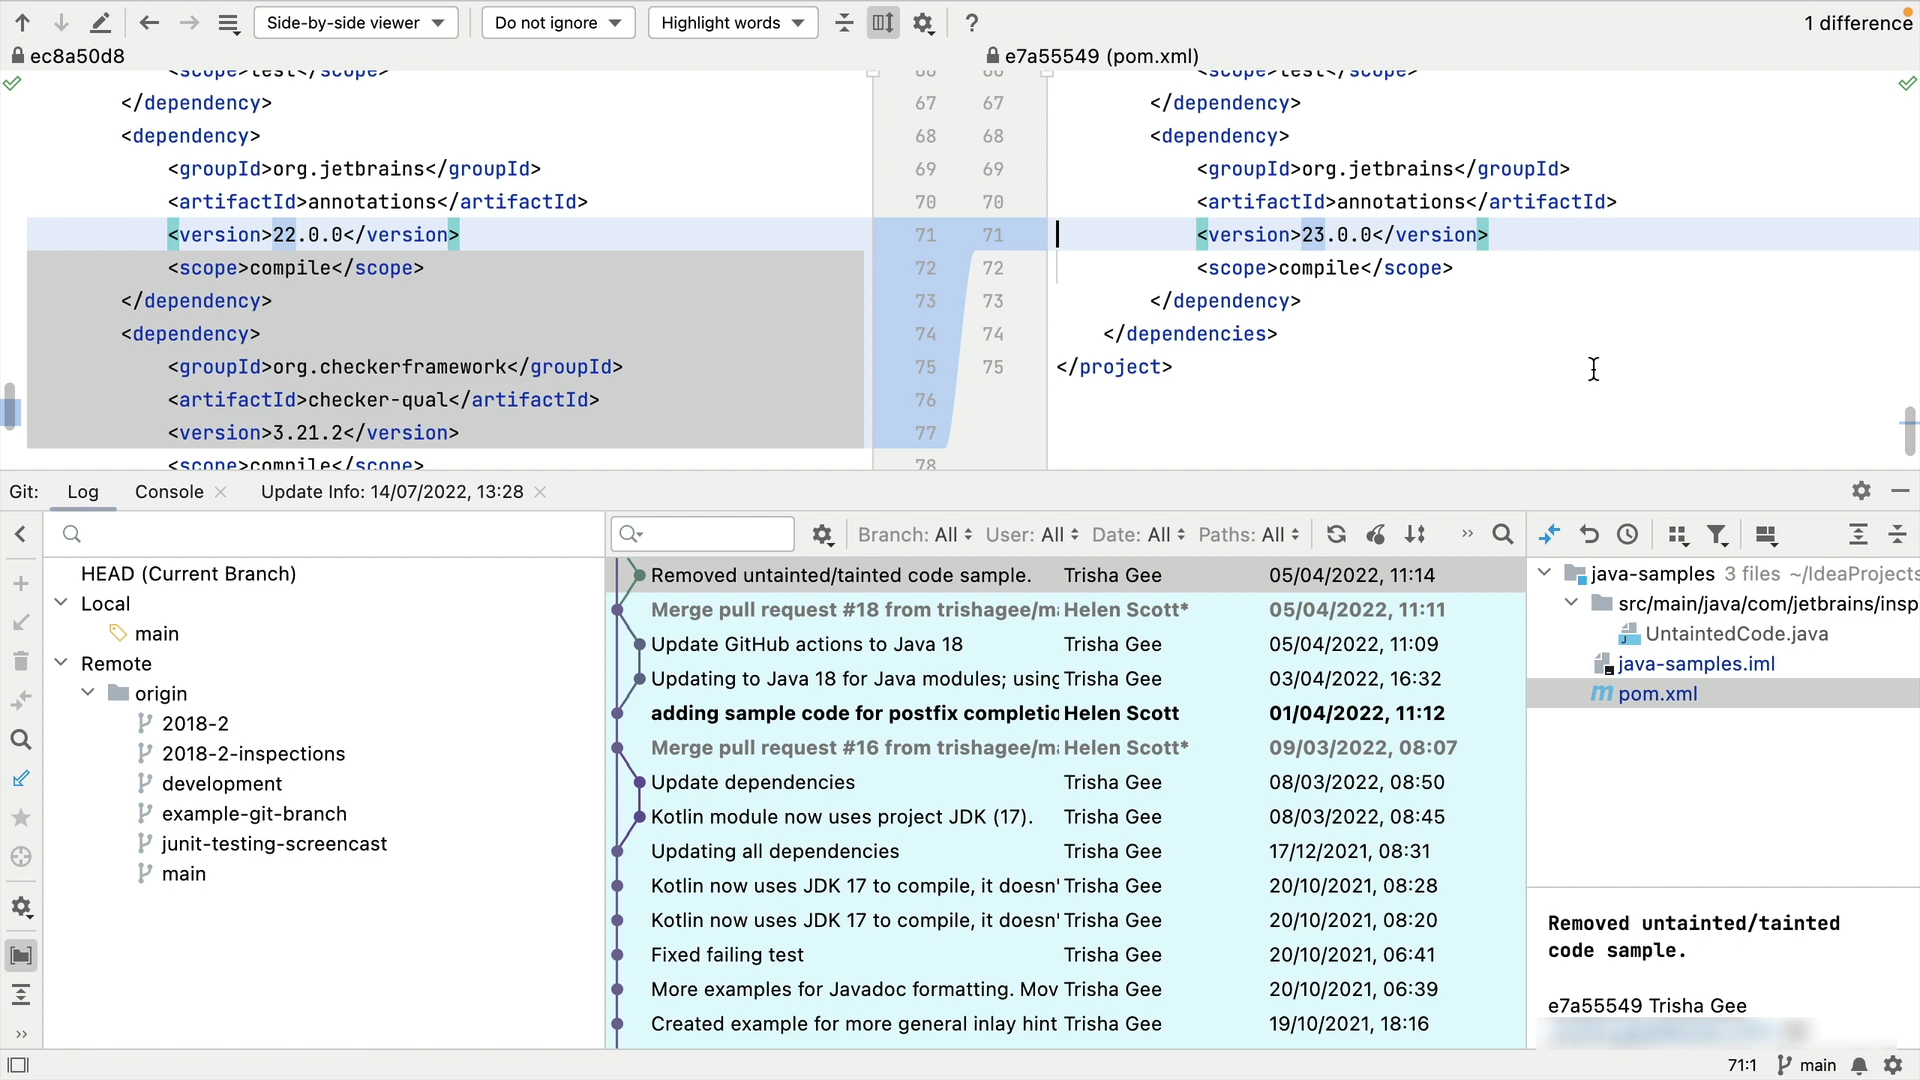 Side-by-side viewer
Do not ignore
Highlight words
?
1 difference
ec8a50d8
e7a55549 (pom.xml)
<scope>test</scope>
66 66
<scope>test</scope>
</dependency>
67 67
</dependency>
<dependency>
68 68
<dependency>
<groupId>org.jetbrains</groupId>
69 69
<groupId>org.jetbrains</groupId>
<artifactId>annotations</artifactId>
70 70
<artifactId>annotations</artifactId>
<version>22.0.0</version>
71 71
<version>23.0.0</version>
<scope>compile</scope>
72 72
<scope>compile</scope>
</dependency>
73 73
</dependency>
<dependency>
74 74
</dependencies>
<groupId>org.checkerframework</groupId>
75 75
</project>
<artifactId>checker-qual</artifactId>
76
<version>3.21.2</version>
77
<scope>compile</scope>
78
Git: Log Console Update Info: 14/07/2022, 13:28
Branch: All User: All Date: All Paths: All
HEAD (Current Branch)
Local
main
Remote
origin
2018-2
2018-2-inspections
development
example-git-branch
junit-testing-screencast
main
Removed untainted/tainted code sample. Trisha Gee 05/04/2022, 11:14
Merge pull request #18 from trishagee/ma Helen Scott* 05/04/2022, 11:11
Update GitHub actions to Java 18 Trisha Gee 05/04/2022, 11:09
Updating to Java 18 for Java modules; using Trisha Gee 03/04/2022, 16:32
adding sample code for postfix completio Helen Scott 01/04/2022, 11:12
Merge pull request #16 from trishagee/ma Helen Scott* 09/03/2022, 08:07
Update dependencies Trisha Gee 08/03/2022, 08:50
Kotlin module now uses project JDK (17). Trisha Gee 08/03/2022, 08:45
Updating all dependencies Trisha Gee 17/12/2021, 08:31
Kotlin now uses JDK 17 to compile, it doesn' Trisha Gee 20/10/2021, 08:28
Kotlin now uses JDK 17 to compile, it doesn' Trisha Gee 20/10/2021, 08:20
Fixed failing test Trisha Gee 20/10/2021, 06:41
More examples for Javadoc formatting. Mov Trisha Gee 20/10/2021, 06:39
Created example for more general inlay hint Trisha Gee 19/10/2021, 18:16
java-samples 3 files ~/IdeaProjects
src/main/java/com/jetbrains/insp
UntaintedCode.java
java-samples.iml
pom.xml
Removed untainted/tainted
code sample.
e7a55549 Trisha Gee
71:1 main